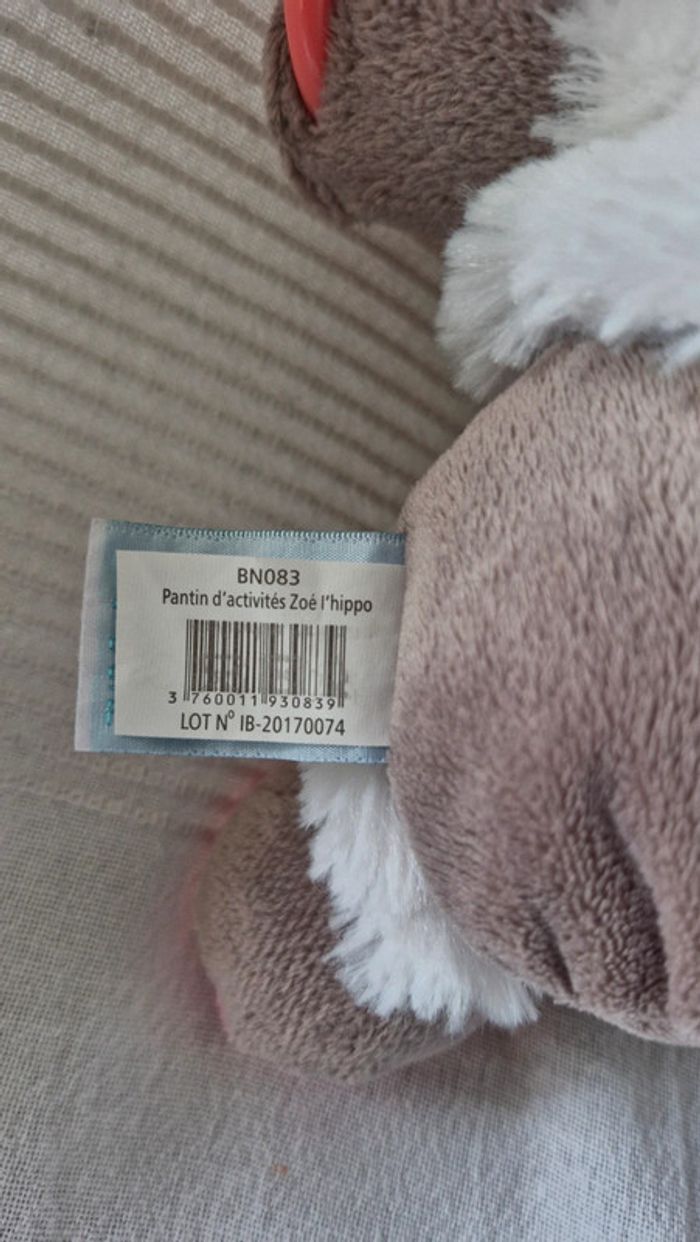 BN083
Pantin d'activités Zoé l'hippo
3 760011 930839
LOT N° IB-20170074